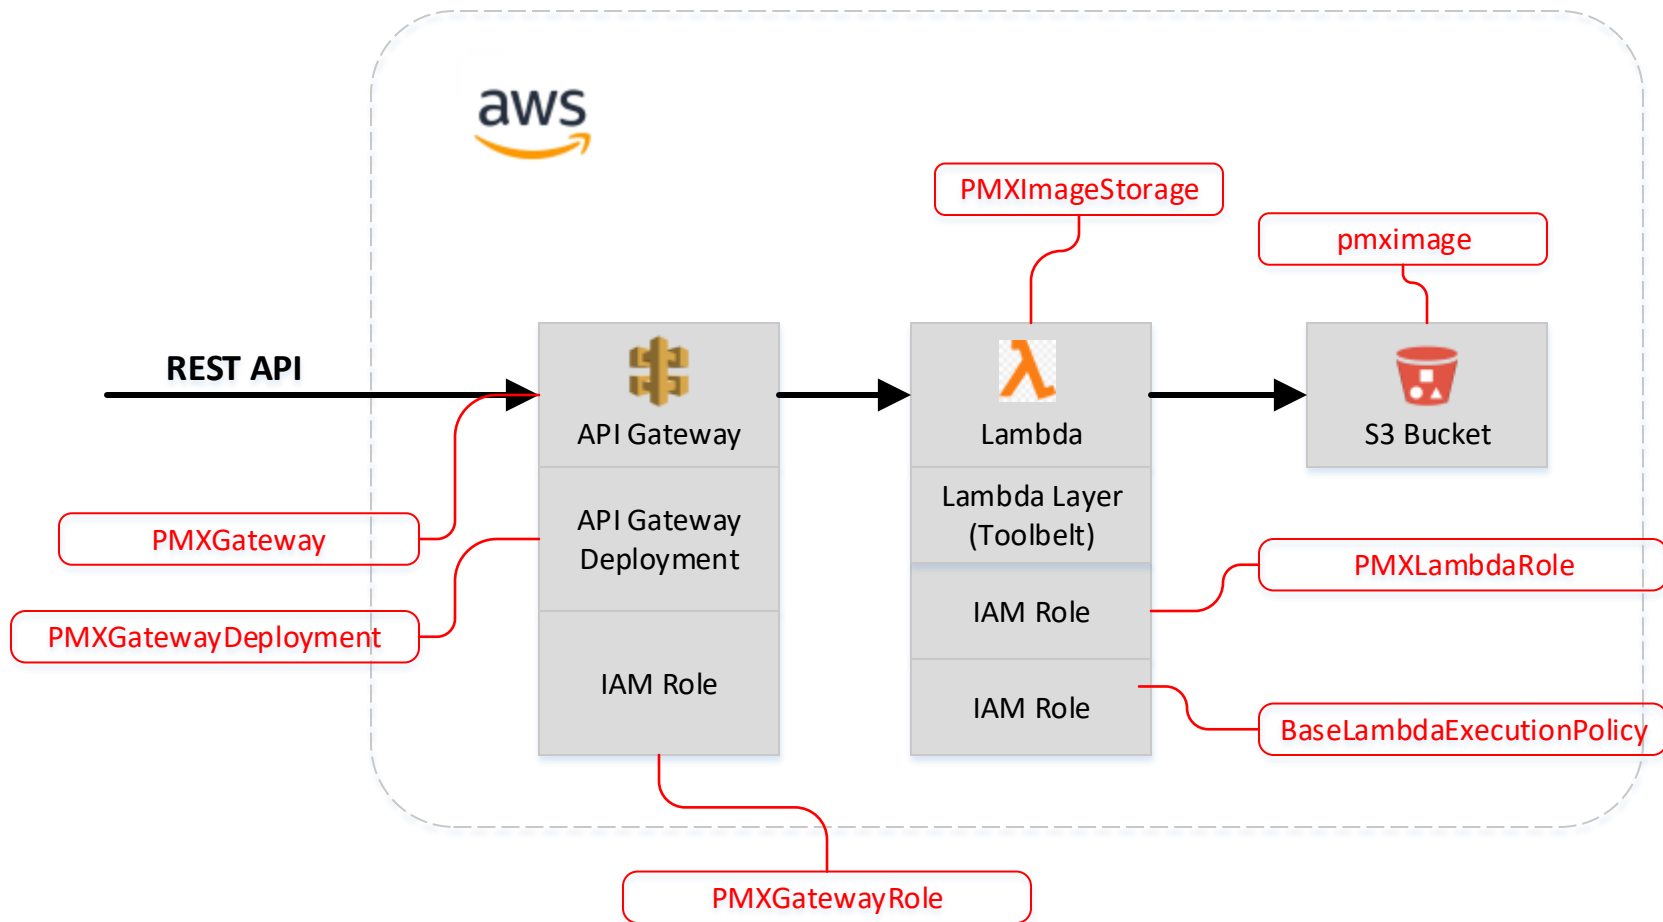 aws
PMXImageStorage
pmximage
REST API
API Gateway
Lambda
S3 Bucket
Lambda Layer
(Toolbelt)
API Gateway
Deployment
PMXGateway
PMXLambdaRole
IAM Role
PMXGatewayDeployment
IAM Role
IAM Role
BaseLambdaExecutionPolicy
PMXGatewayRole